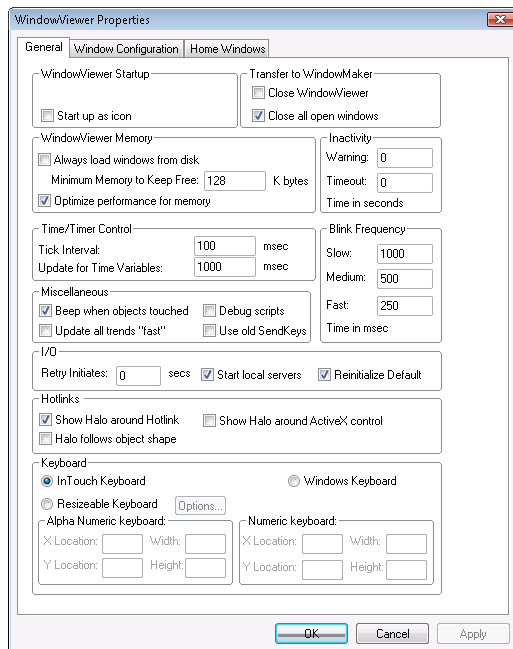 WindowViewer Properties
General Window Configuration Home Windows
WindowViewer Startup
Start up as icon
Transfer to WindowMaker
Close WindowViewer
Close all open windows
WindowViewer Memory
Always load windows from disk
Minimum Memory to Keep Free: 128 K bytes
Optimize performance for memory
Inactivity
Warning: 0
Timeout: 0
Time in seconds
Time/Timer Control
Tick Interval: 100 msec
Update for Time Variables: 1000 msec
Blink Frequency
Slow: 1000
Medium: 500
Fast: 250
Time in msec
Miscellaneous
Beep when objects touched Debug scripts
Update all trends "fast" Use old SendKeys
I/O
Retry Initiates: 0 secs Start local servers Reinitialize Default
Hotlinks
Show Halo around Hotlink Show Halo around ActiveX control
Halo follows object shape
Keyboard
InTouch Keyboard Windows Keyboard
Resizeable Keyboard Options...
Alpha Numeric keyboard:
X Location: Width:
Y Location: Height:
Numeric keyboard:
X Location: Width:
Y Location: Height:
OK Cancel Apply